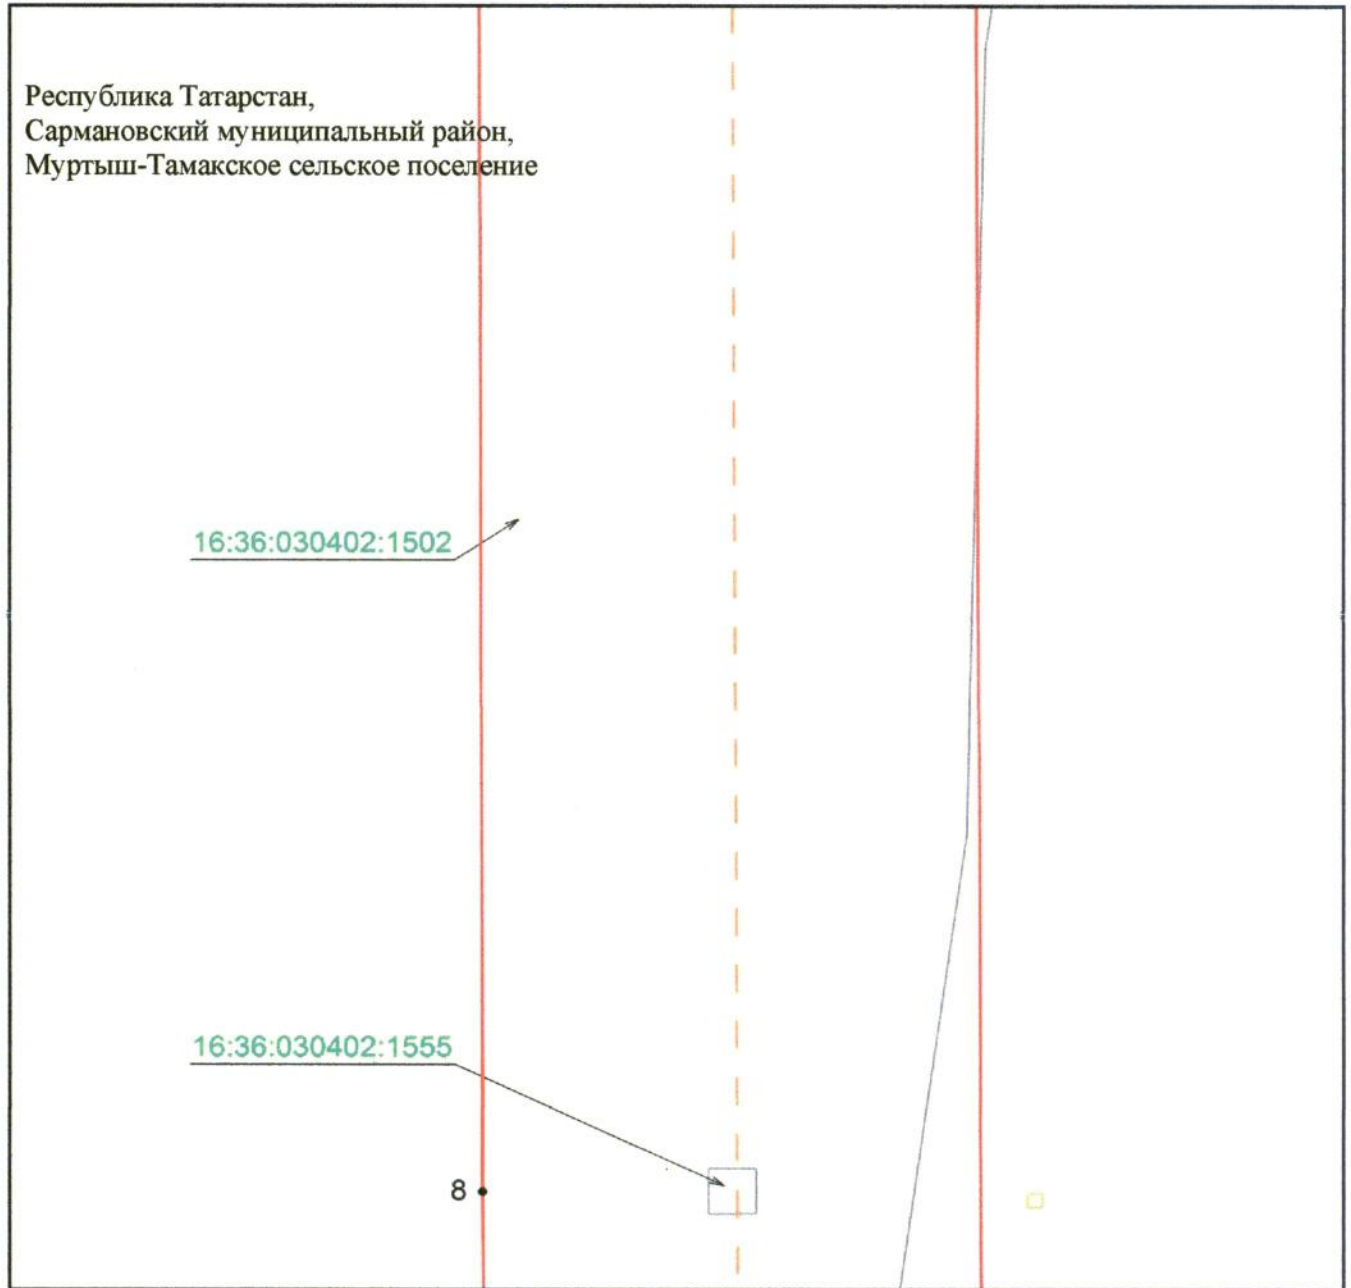 Республика Татарстан,
Сармановский муниципальный район,
Муртыш-Тамакское сельское поселение
16:36:030402:1502
16:36:030402:1555
8